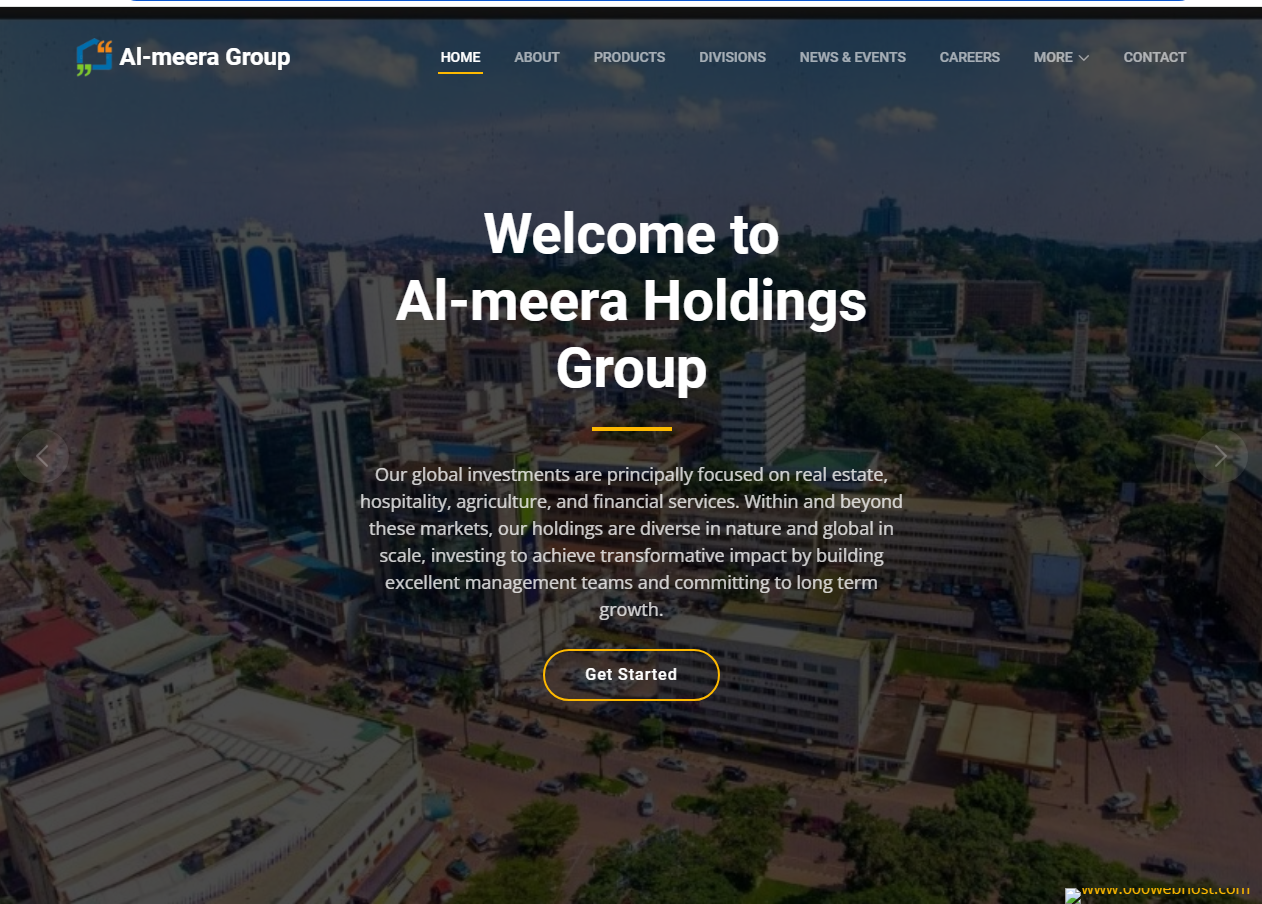 Al-meera Group
HOME ABOUT PRODUCTS DIVISIONS NEWS & EVENTS CAREERS MORE CONTACT
Welcome to
Al-meera Holdings
Group
Our global investments are principally focused on real estate,
hospitality, agriculture, and financial services. Within and beyond
these markets, our holdings are diverse in nature and global in
scale, investing to achieve transformative impact by building
excellent management teams and committing to long term
growth.
Get Started
www.000webhost.com